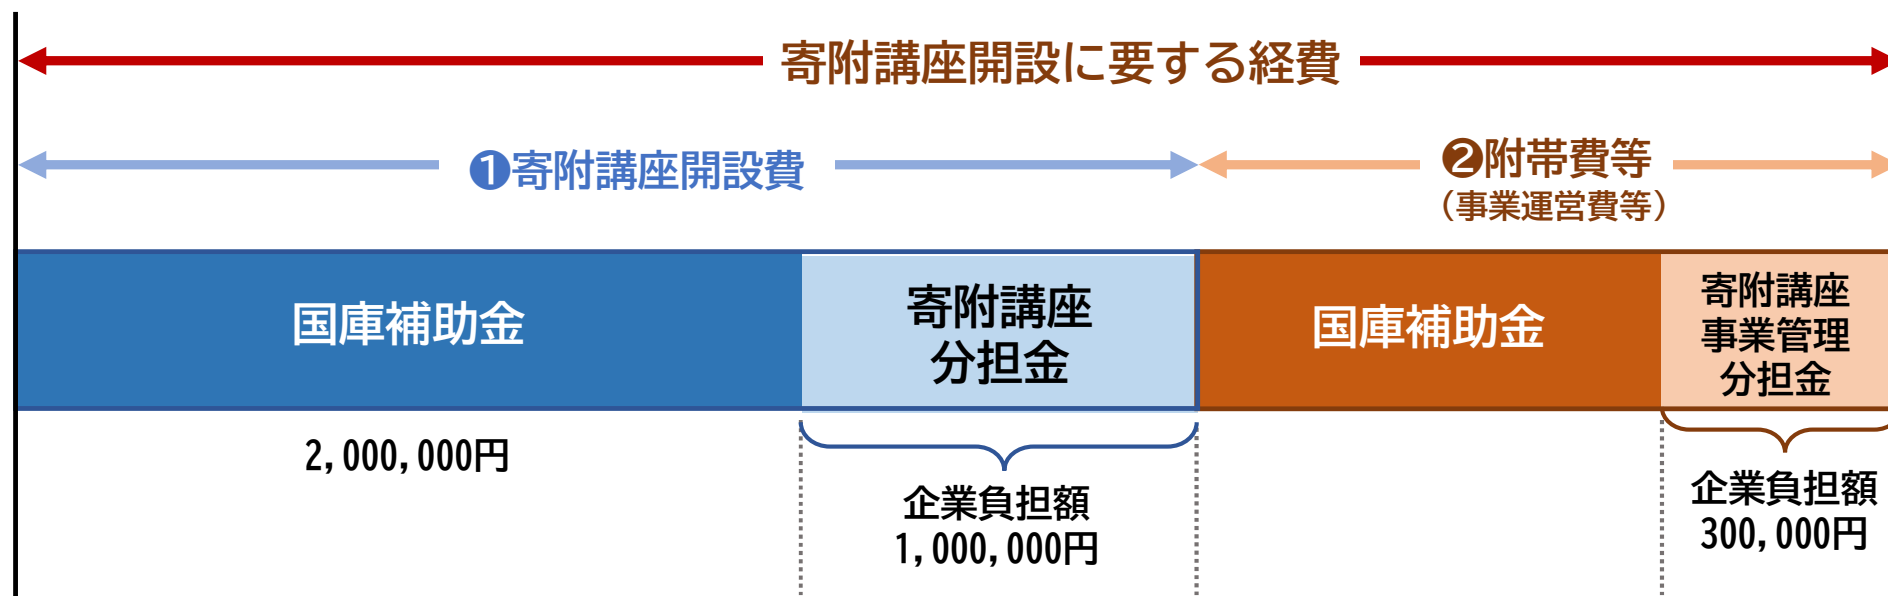 寄附講座開設に要する経費
❶寄附講座開設費
❷附帯費等
（事業運営費等）
国庫補助金
寄附講座
分担金
国庫補助金
寄附講座
事業管理
分担金
2,000,000円
企業負担額
1,000,000円
企業負担額
300,000円